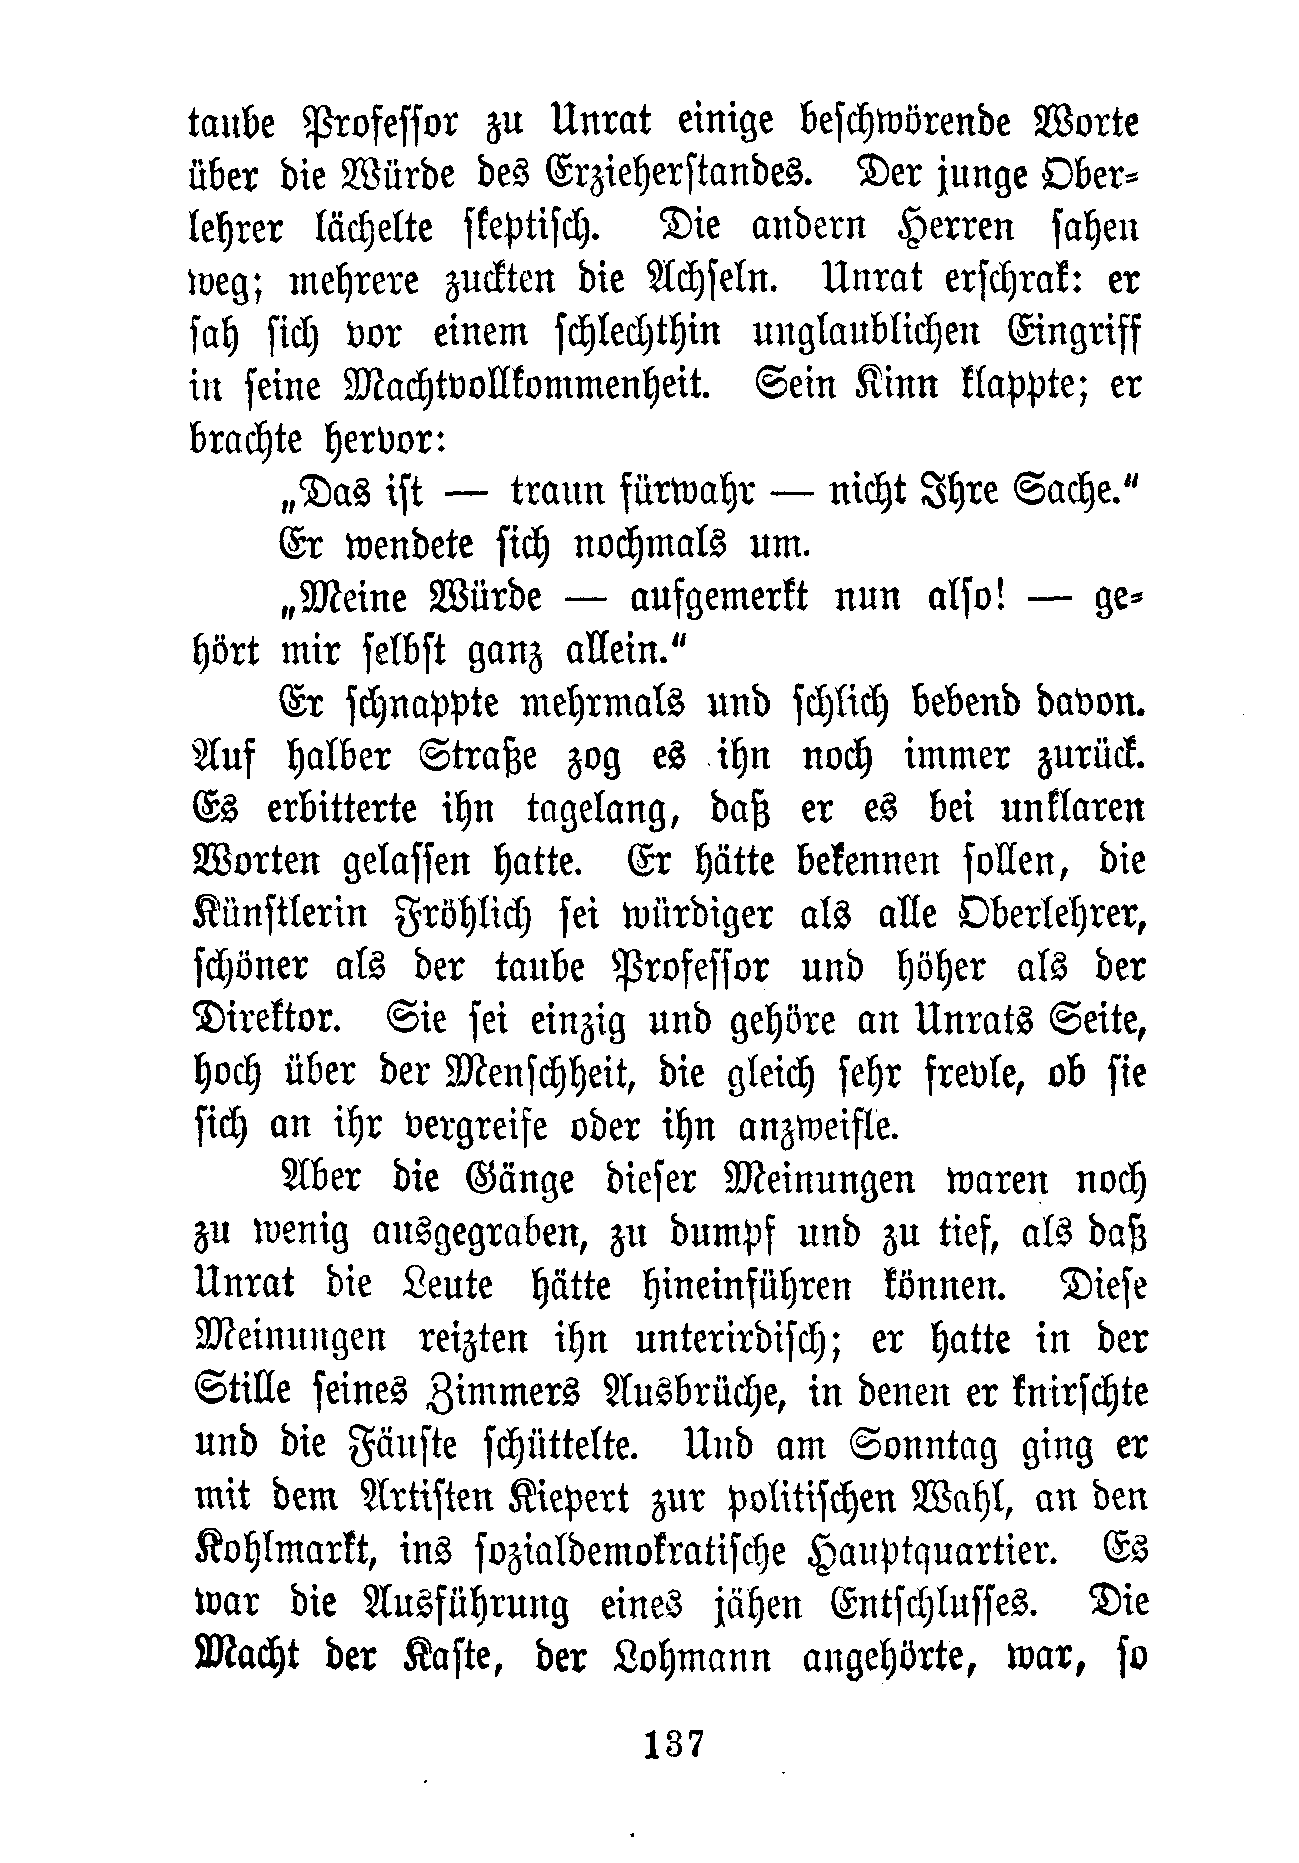 taube Professor zu Unrat einige beschwörende Worte
über die Würde des Erzieherstandes. Der junge Ober-
lehrer lächelte skeptisch. Die andern Herren sahen
weg; mehrere zuckten die Achseln. Unrat erschrak: er
sah sich vor einem schlechthin unglaublichen Eingriff
in seine Machtvollkommenheit. Sein Kinn klappte; er
brachte hervor:
„Das ist — traun fürwahr — nicht Ihre Sache.“
Er wendete sich nochmals um.
„Meine Würde — aufgemerkt nun also! — ge-
hört mir selbst ganz allein.“
Er schnappte mehrmals und schlich bebend davon.
Auf halber Straße zog es ihn noch immer zurück.
Es erbitterte ihn tagelang, daß er es bei unklaren
Worten gelassen hatte. Er hätte bekennen sollen, die
Künstlerin Fröhlich sei würdiger als alle Oberlehrer,
schöner als der taube Professor und höher als der
Direktor. Sie sei einzig und gehöre an Unrats Seite,
hoch über der Menschheit, die gleich sehr frevle, ob sie
sich an ihr vergreife oder ihn anzweifle.
Aber die Gänge dieser Meinungen waren noch
zu wenig ausgegraben, zu dumpf und zu tief, als daß
Unrat die Leute hätte hineinführen können. Diese
Meinungen reizten ihn unterirdisch; er hatte in der
Stille seines Zimmers Ausbrüche, in denen er knirschte
und die Fäuste schüttelte. Und am Sonntag ging er
mit dem Artisten Kiepert zur politischen Wahl, an den
Kohlmarkt, ins sozialdemokratische Hauptquartier. Es
war die Ausführung eines jähen Entschlusses. Die
Macht der Kaste, der Lohmann angehörte, war, so
137